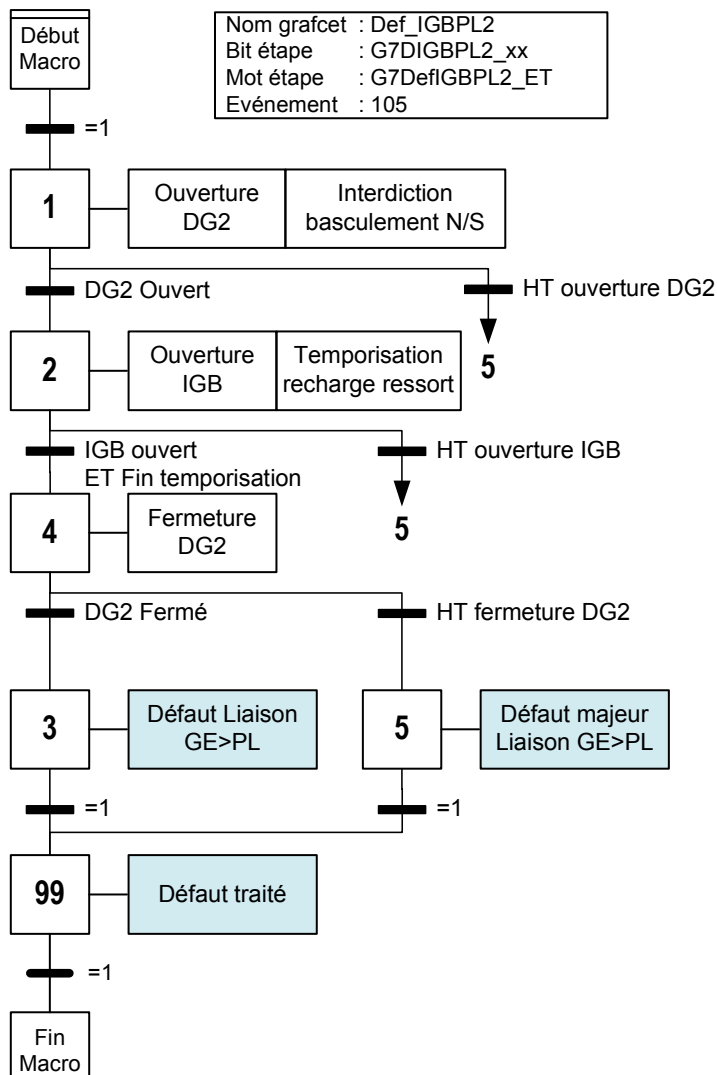 Début
Macro
Nom grafcet : Def_IGBPL2
Bit étape : G7DIGBPL2_xx
Mot étape : G7DefIGBPL2_ET
Evénement : 105
=1
1
Ouverture
DG2
Interdiction
basculement N/S
DG2 Ouvert
HT ouverture DG2
5
2
Ouverture
IGB
Temporisation
recharge ressort
IGB ouvert
ET Fin temporisation
HT ouverture IGB
5
4
Fermeture
DG2
DG2 Fermé
HT fermeture DG2
3
Défaut Liaison
GE>PL
5
Défaut majeur
Liaison GE>PL
=1
=1
99
Défaut traité
=1
Fin
Macro